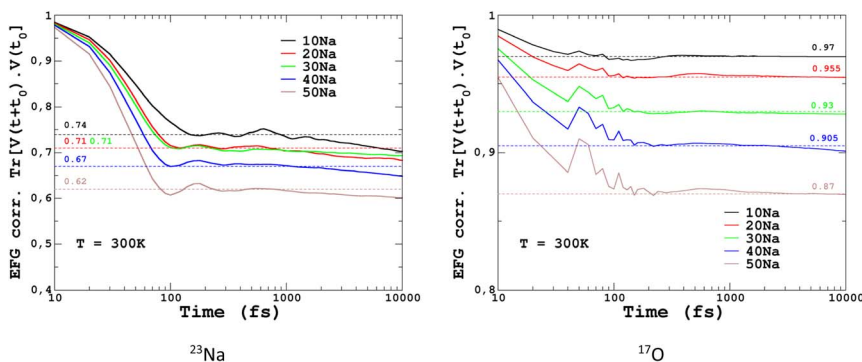 EFG corr. Tr[V(t+t0).V(t0]
1
0,9
0,8
0,7
0,6
0,5
0,4
10Na
20Na
30Na
40Na
50Na
0.74
0.71 0.71
0.67
0.62
T = 300K
10 100 1000 10000
Time (fs)
23Na
EFG corr. Tr[V(t+t0).V(t0]
1
0,9
0,8
0.97
0.955
0.93
0.905
0.87
10Na
20Na
30Na
40Na
50Na
T = 300K
10 100 1000 10000
Time (fs)
17O